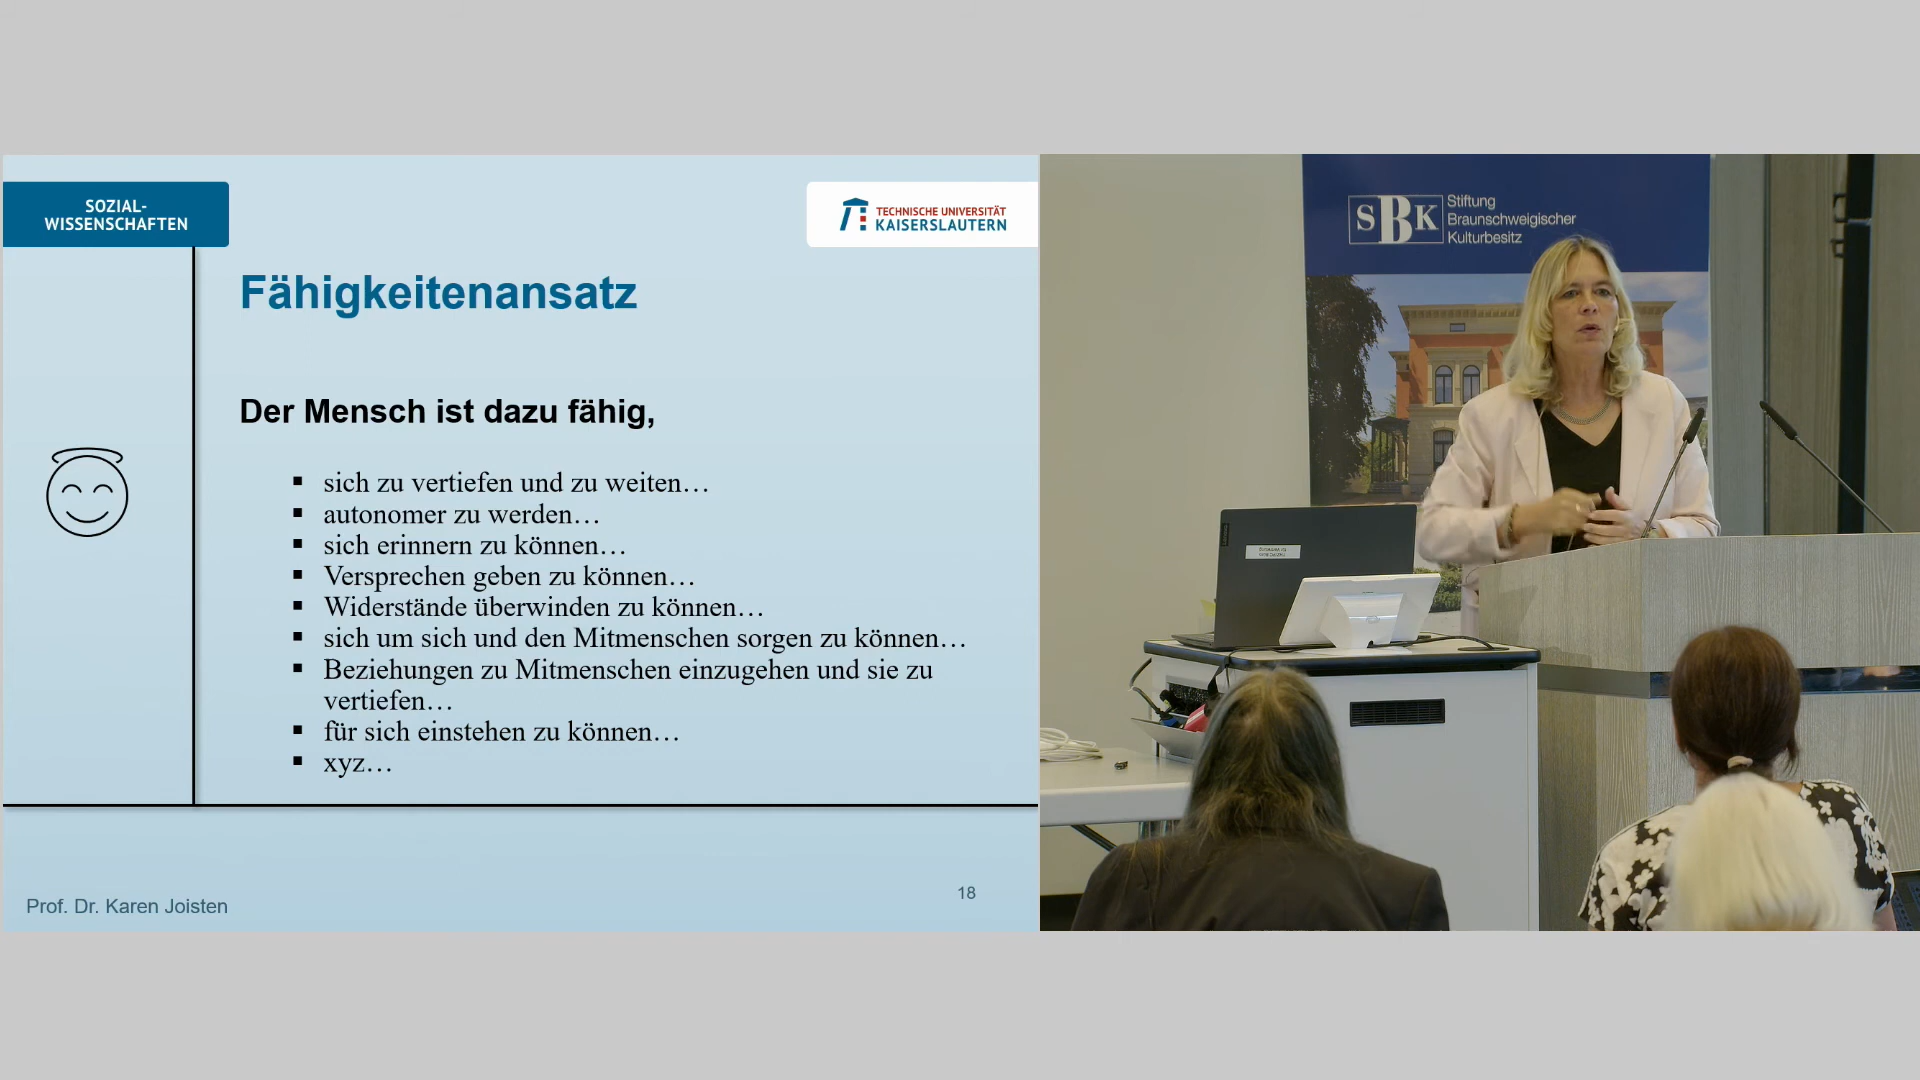 SOZIAL-
WISSENSCHAFTEN
TECHNISCHE UNIVERSITÄT
KAISERSLAUTERN
Fähigkeitenansatz
Der Mensch ist dazu fähig,
▪ sich zu vertiefen und zu weiten…
▪ autonomer zu werden…
▪ sich erinnern zu können…
▪ Versprechen geben zu können…
▪ Widerstände überwinden zu können…
▪ sich um sich und den Mitmenschen sorgen zu können…
▪ Beziehungen zu Mitmenschen einzugehen und sie zu
vertiefen…
▪ für sich einstehen zu können…
▪ xyz…
Prof. Dr. Karen Joisten
18
SBK
Stiftung
Braunschweigischer
Kulturbesitz